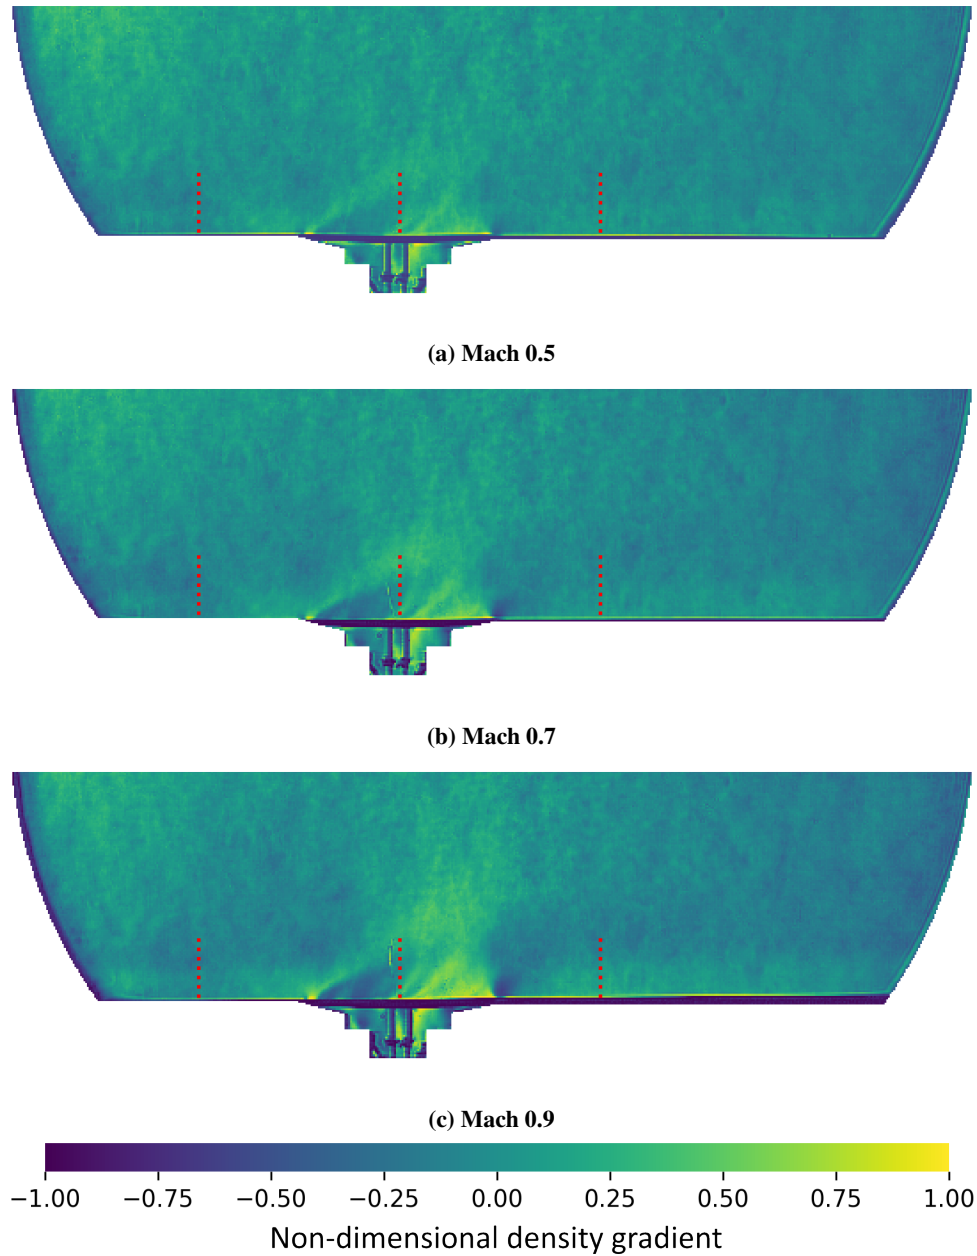 (a) Mach 0.5
(b) Mach 0.7
(c) Mach 0.9
−1.00 −0.75 −0.50 −0.25 0.00 0.25 0.50 0.75 1.00
Non-dimensional density gradient